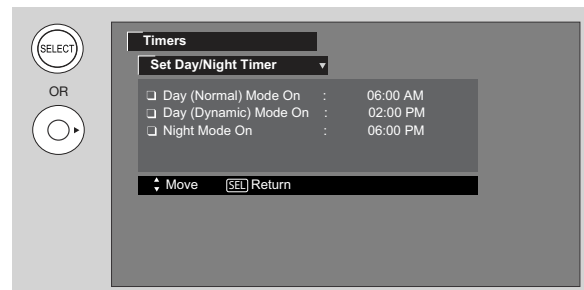 SELECT
OR
Timers
Set Day/Night Timer
❏ Day (Normal) Mode On : 06:00 AM
❏ Day (Dynamic) Mode On : 02:00 PM
❏ Night Mode On : 06:00 PM
Move SEL Return